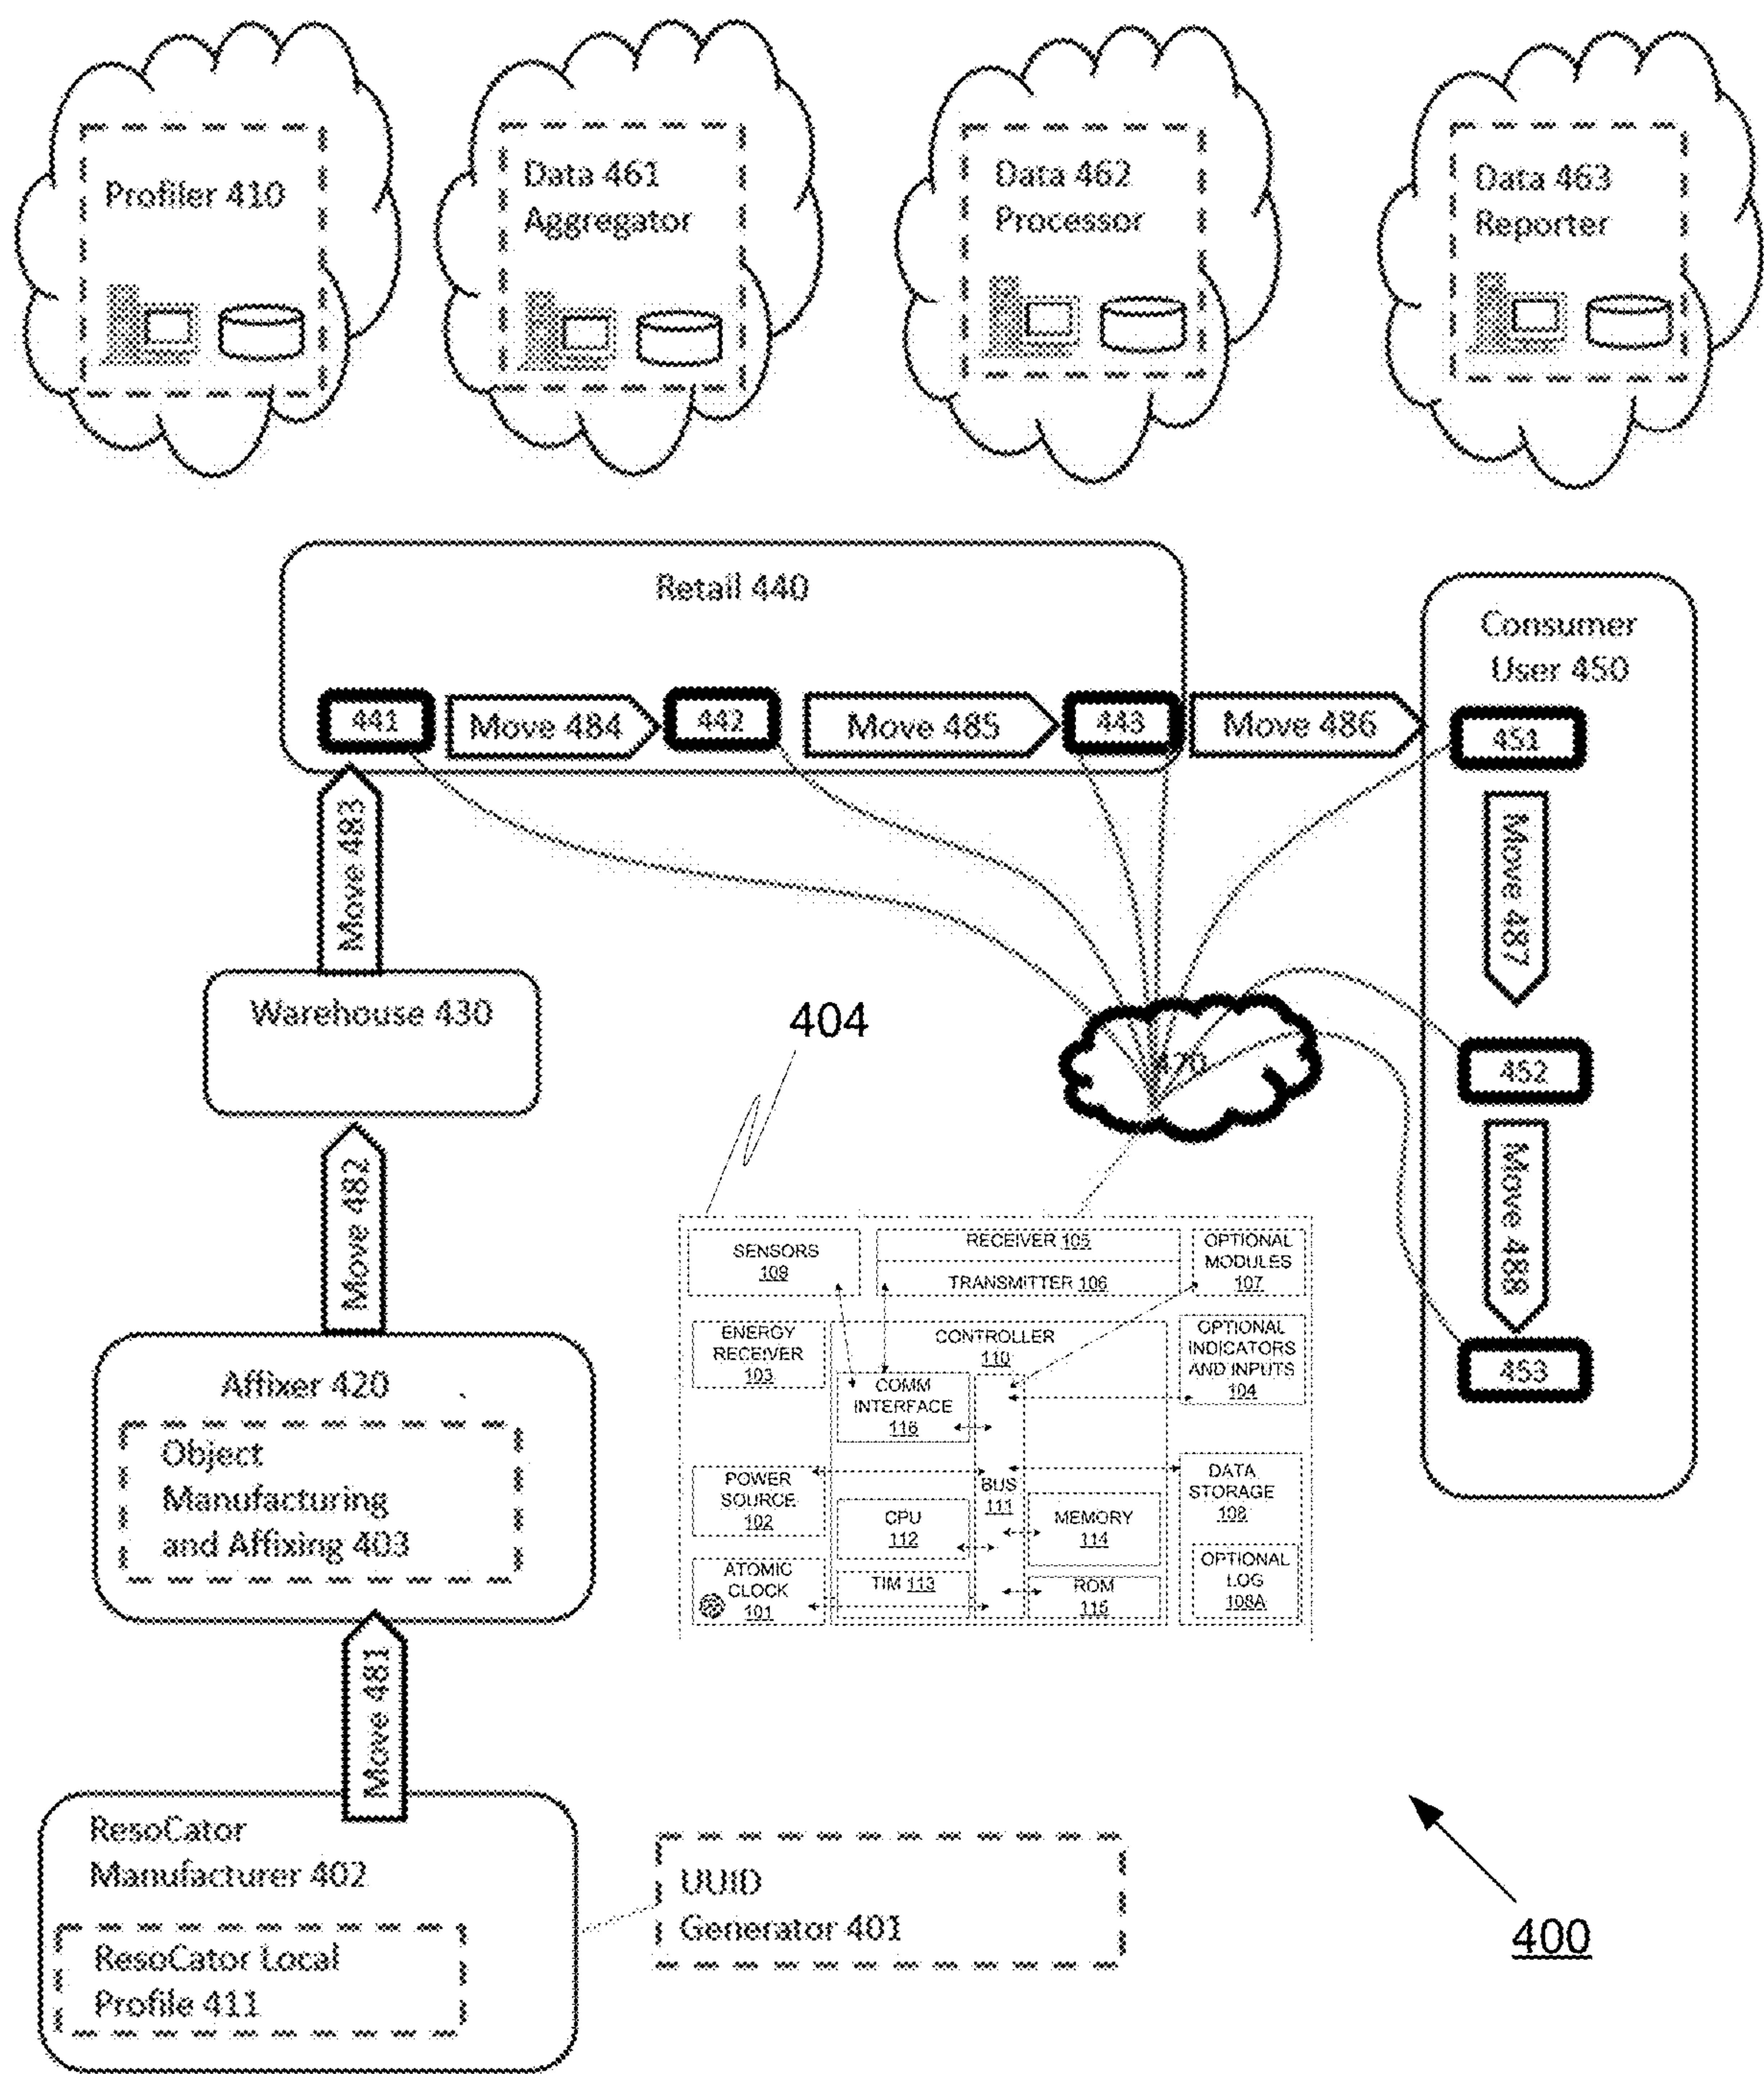 Profiler 410
Data 461
Aggregator
Data 462
Processor
Data 463
Reporter
Retail 440
Consumer
User 450
441
Move 484
442
Move 485
443
Move 486
451
Move 483
Move 487
Warehouse 430
404
470
452
Move 482
Move 488
453
SENSORS
109
RECEIVER 105
TRANSMITTER 106
OPTIONAL
MODULES
107
ENERGY
RECEIVER
103
CONTROLLER
110
OPTIONAL
INDICATORS
AND INPUTS
104
COMM
INTERFACE
116
POWER
SOURCE
102
BUS
111
DATA
STORAGE
108
CPU
112
MEMORY
114
ATOMIC
CLOCK
101
TIM 113
ROM
115
OPTIONAL
LOG
108A
Affixer 420
Object
Manufacturing
and Affixing 403
Move 481
ResoCator
Manufacturer 402
ResoCator Local
Profile 411
UUID
Generator 401
400